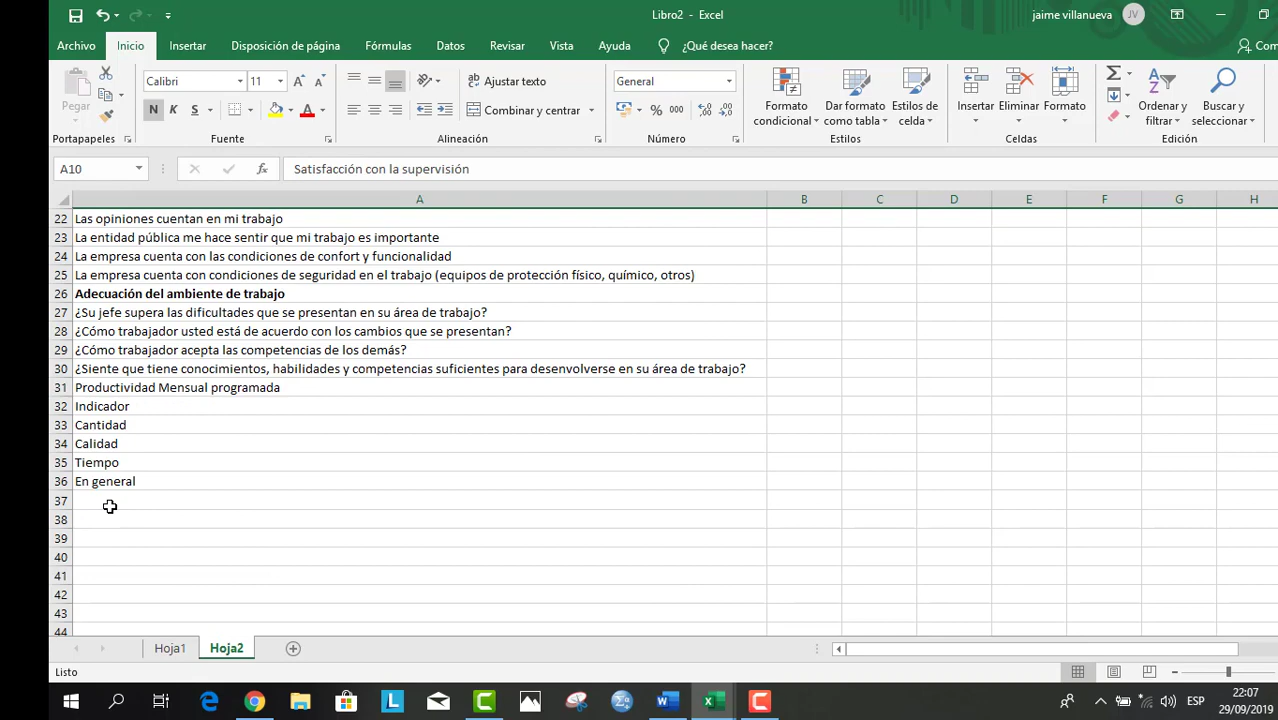 Libro2 - Excel
jaime villanueva
JV
Archivo
Inicio
Insertar
Disposición de página
Fórmulas
Datos
Revisar
Vista
Ayuda
¿Qué desea hacer?
Com
Pegar
Calibri
11
N
K
S
Ajustar texto
Combinar y centrar
General
%
000
Formato condicional
Dar formato como tabla
Estilos de celda
Insertar
Eliminar
Formato
Ordenar y filtrar
Buscar y seleccionar
Portapapeles
Fuente
Alineación
Número
Estilos
Celdas
Edición
A10
fx
Satisfacción con la supervisión
A B C D E F G H
22 Las opiniones cuentan en mi trabajo
23 La entidad pública me hace sentir que mi trabajo es importante
24 La empresa cuenta con las condiciones de confort y funcionalidad
25 La empresa cuenta con condiciones de seguridad en el trabajo (equipos de protección físico, químico, otros)
26 Adecuación del ambiente de trabajo
27 ¿Su jefe supera las dificultades que se presentan en su área de trabajo?
28 ¿Cómo trabajador usted está de acuerdo con los cambios que se presentan?
29 ¿Cómo trabajador acepta las competencias de los demás?
30 ¿Siente que tiene conocimientos, habilidades y competencias suficientes para desenvolverse en su área de trabajo?
31 Productividad Mensual programada
32 Indicador
33 Cantidad
34 Calidad
35 Tiempo
36 En general
37
38
39
40
41
42
43
44
Hoja1
Hoja2
Listo
ESP
22:07
29/09/2019